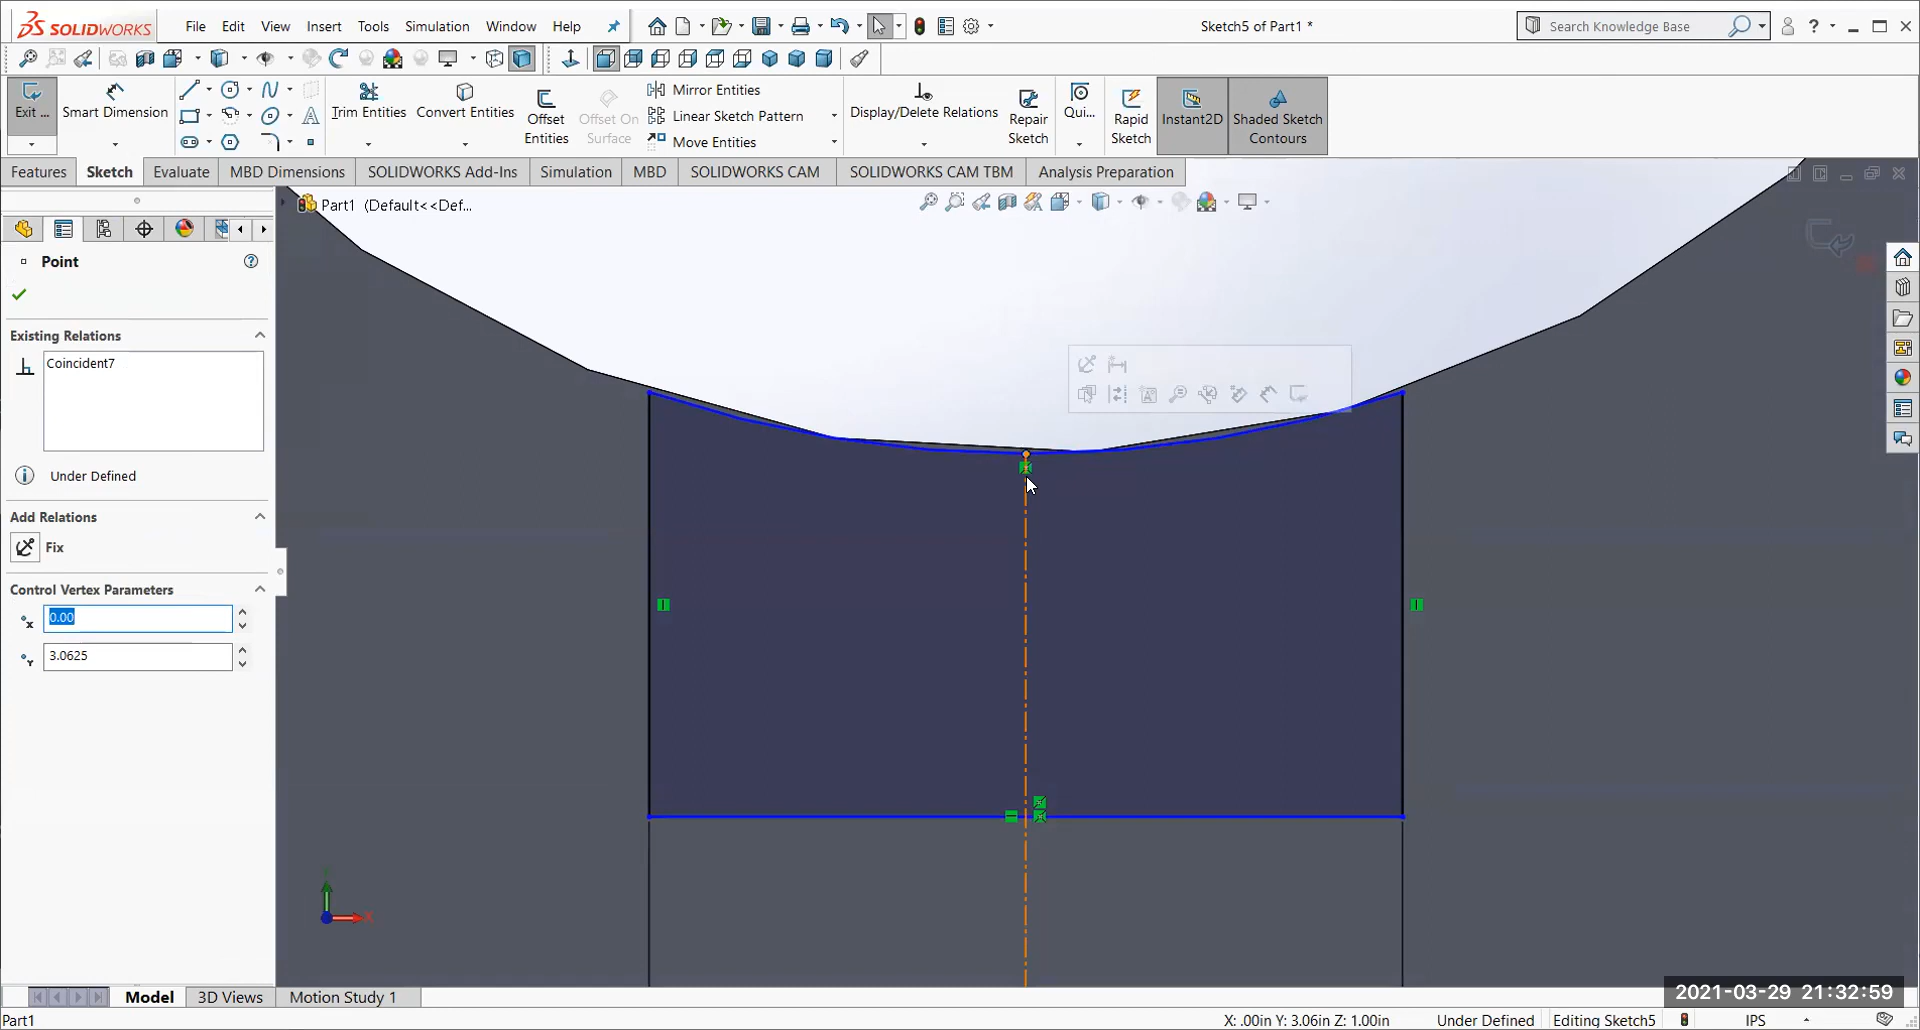 SOLIDWORKS File Edit View Insert Tools Simulation Window Help Sketch5 of Part1 * Search Knowledge Base ?
Exit ... Smart Dimension Trim Entities Convert Entities Offset Entities Offset On Surface Mirror Entities Linear Sketch Pattern Move Entities Display/Delete Relations Repair Sketch Qui... Rapid Sketch Instant2D Shaded Sketch Contours
Features Sketch Evaluate MBD Dimensions SOLIDWORKS Add-Ins Simulation MBD SOLIDWORKS CAM SOLIDWORKS CAM TBM Analysis Preparation
Part1 (Default<<Def...
Point
Existing Relations
Coincident7
Under Defined
Add Relations
Fix
Control Vertex Parameters
x 0.00
Y 3.0625
X
Model 3D Views Motion Study 1
2021-03-29 21:32:59
Part1 X: .00in Y: 3.06in Z: 1.00in Under Defined Editing Sketch5 IPS